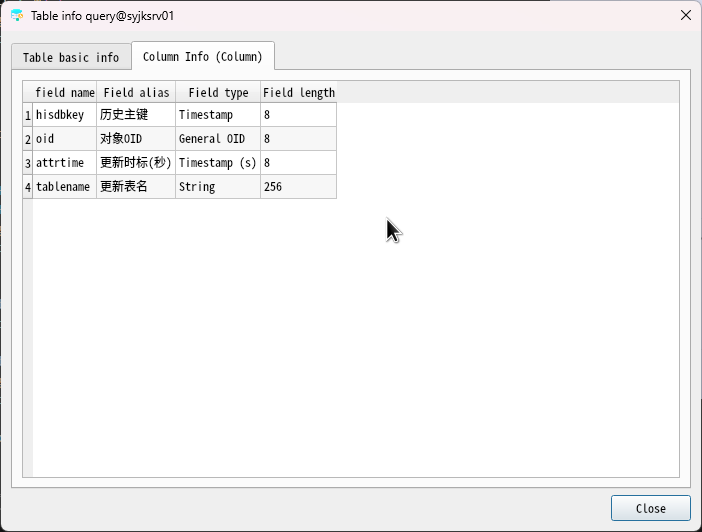 Table info query@syjksrv01
Table basic info Column Info (Column)
field name Field alias Field type Field length
1 hisdbkey 历史主键 Timestamp 8
2 oid 对象OID General OID 8
3 attrtime 更新时标(秒) Timestamp (s) 8
4 tablename 更新表名 String 256
Close